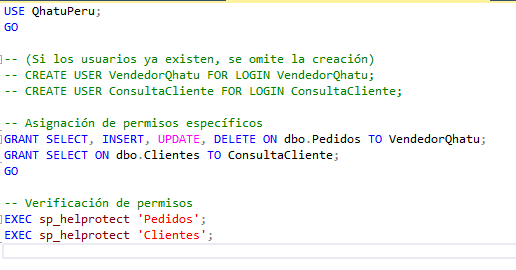 USE QhatuPeru;
GO
-- (Si los usuarios ya existen, se omite la creación)
-- CREATE USER VendedorQhatu FOR LOGIN VendedorQhatu;
-- CREATE USER ConsultaCliente FOR LOGIN ConsultaCliente;
-- Asignación de permisos específicos
GRANT SELECT, INSERT, UPDATE, DELETE ON dbo.Pedidos TO VendedorQhatu;
GRANT SELECT ON dbo.Clientes TO ConsultaCliente;
GO
-- Verificación de permisos
EXEC sp_helprotect 'Pedidos';
EXEC sp_helprotect 'Clientes';